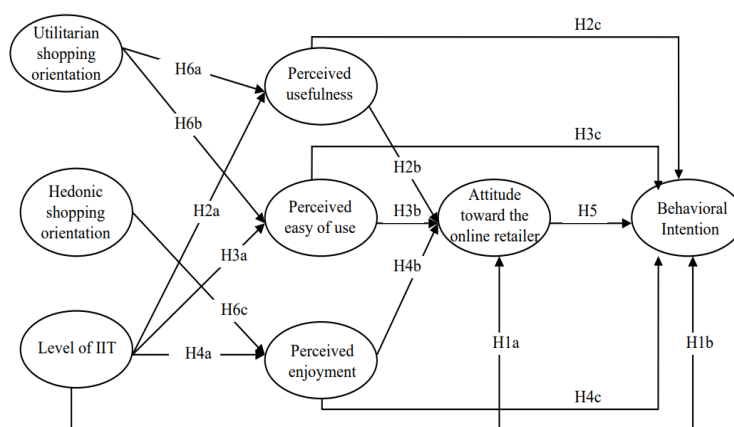 H2c
Utilitarian
shopping
orientation
H6a
Perceived
usefulness
H6b
H3c
H2b
Hedonic
shopping
orientation
H2a
Perceived
easy of use
H3b
Attitude
toward the
online retailer
H5
Behavioral
Intention
H3a
H4b
H6c
Level of IIT
H4a
Perceived
enjoyment
H1a
H1b
H4c